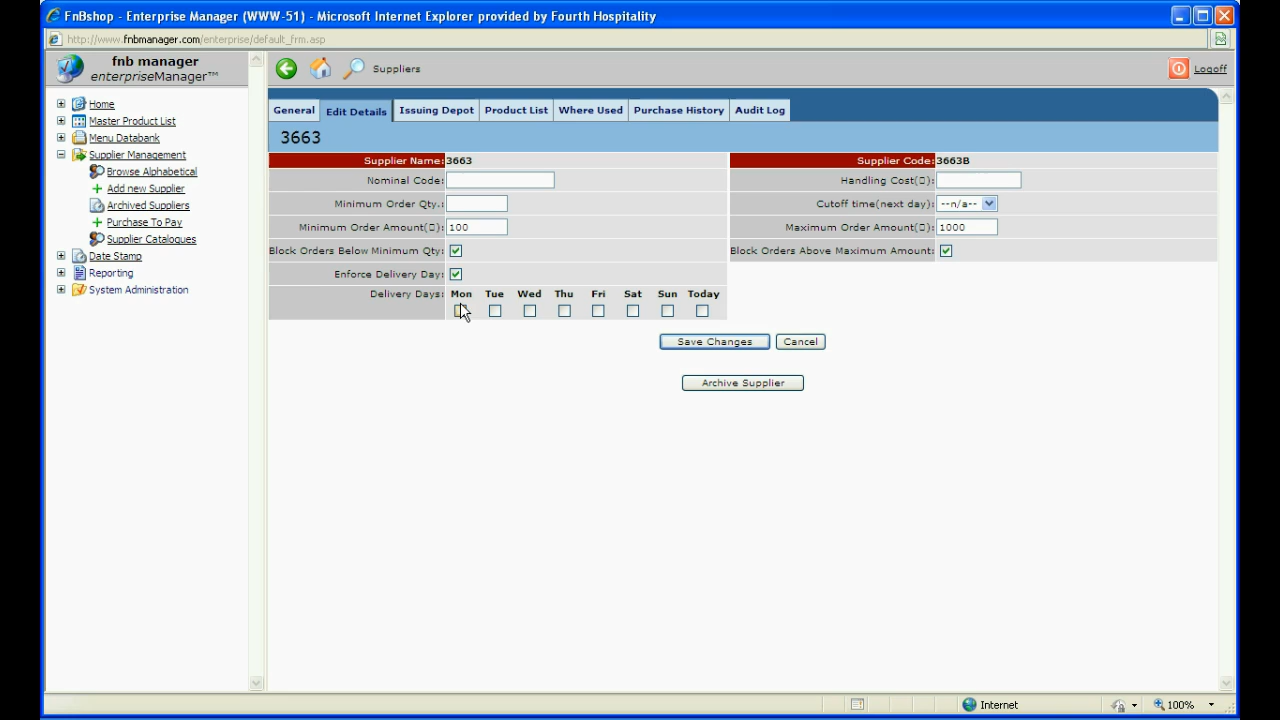 FnBshop - Enterprise Manager (WWW-51) - Microsoft Internet Explorer provided by Fourth Hospitality
http://www.fnbmanager.com/enterprise/default_frm.asp
fnb manager
enterpriseManager™
Suppliers
Logoff
Home
Master Product List
Menu Databank
Supplier Management
Browse Alphabetical
Add new Supplier
Archived Suppliers
Purchase To Pay
Supplier Catalogues
Date Stamp
Reporting
System Administration
General Edit Details Issuing Depot Product List Where Used Purchase History Audit Log
3663
Supplier Name: 3663 Supplier Code: 3663B
Nominal Code: Handling Cost(▯):
Minimum Order Qty.: Cutoff time(next day): --n/a--
Minimum Order Amount(▯): 100 Maximum Order Amount(▯): 1000
Block Orders Below Minimum Qty: Block Orders Above Maximum Amount:
Enforce Delivery Day:
Delivery Days: Mon Tue Wed Thu Fri Sat Sun Today
Save Changes Cancel
Archive Supplier
Internet 100%